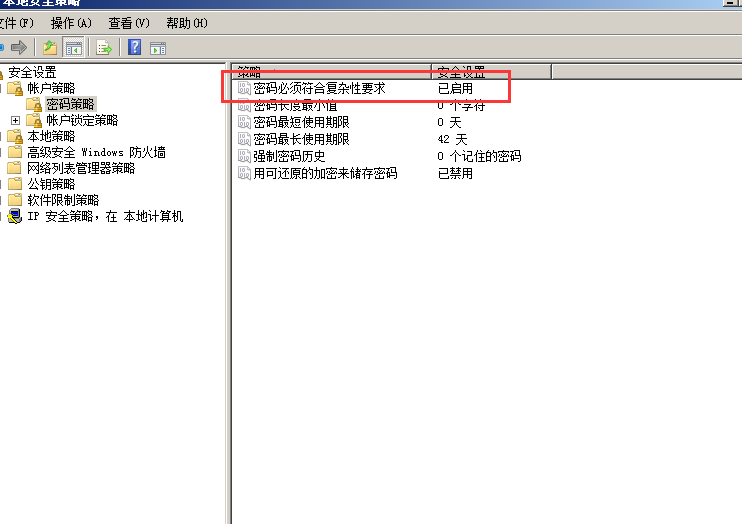 本地安全策略
文件(F) 操作(A) 查看(V) 帮助(H)
安全设置
帐户策略
密码策略
帐户锁定策略
本地策略
高级安全 Windows 防火墙
网络列表管理器策略
公钥策略
软件限制策略
IP 安全策略，在 本地计算机
策略 安全设置
密码必须符合复杂性要求 已启用
密码长度最小值 0 个字符
密码最短使用期限 0 天
密码最长使用期限 42 天
强制密码历史 0 个记住的密码
用可还原的加密来储存密码 已禁用